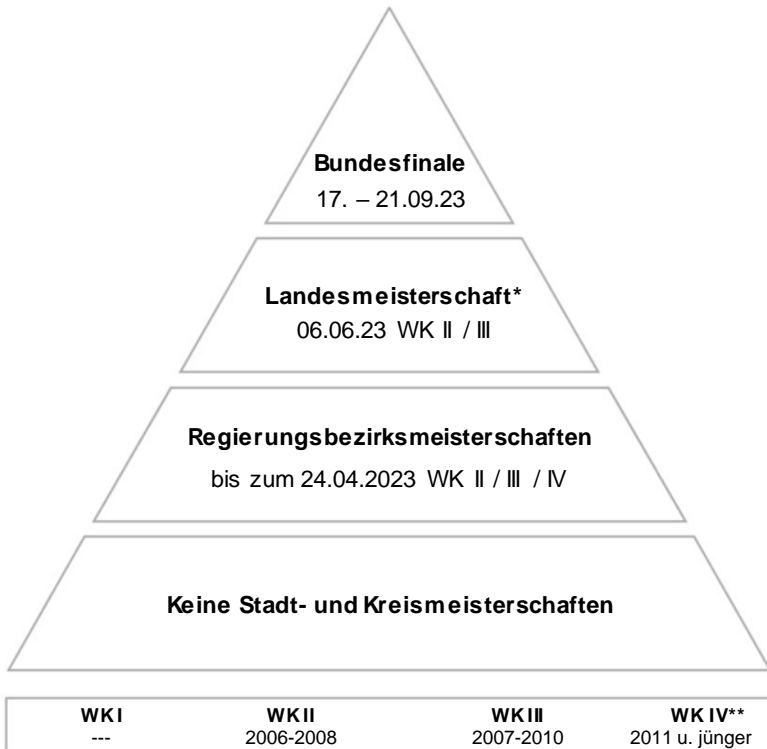 Bundesfinale
17. – 21.09.23
Landesmeisterschaft*
06.06.23 WK II / III
Regierungsbezirksmeisterschaften
bis zum 24.04.2023 WK II / III / IV
Keine Stadt- und Kreismeisterschaften
WK I WK II WK III WK IV**
--- 2006-2008 2007-2010 2011 u. jünger